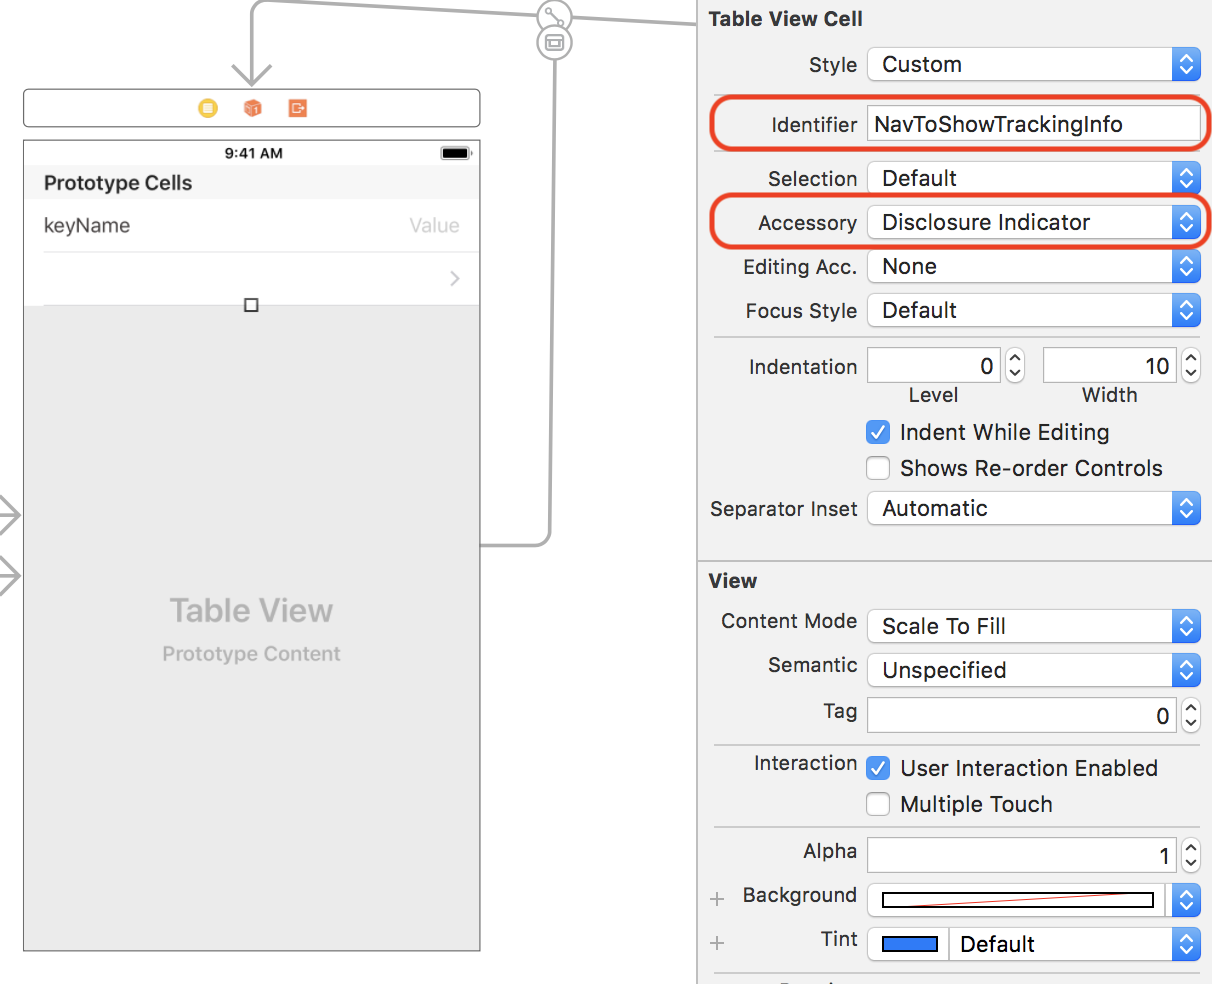 9:41 AM
Prototype Cells
keyName Value
Table View
Prototype Content
Table View Cell
Style Custom
Identifier NavToShowTrackingInfo
Selection Default
Accessory Disclosure Indicator
Editing Acc. None
Focus Style Default
Indentation 0 10
Level Width
Indent While Editing
Shows Re-order Controls
Separator Inset Automatic
View
Content Mode Scale To Fill
Semantic Unspecified
Tag 0
Interaction User Interaction Enabled
Multiple Touch
Alpha 1
+ Background
+ Tint Default